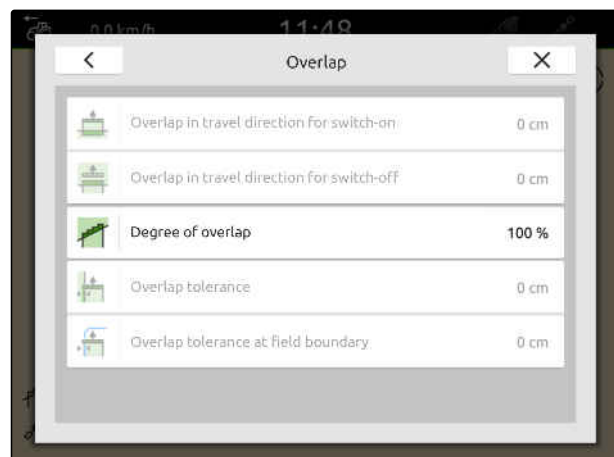 0.0 km/h
11:48
Overlap
Overlap in travel direction for switch-on
0 cm
Overlap in travel direction for switch-off
0 cm
Degree of overlap
100 %
Overlap tolerance
0 cm
Overlap tolerance at field boundary
0 cm